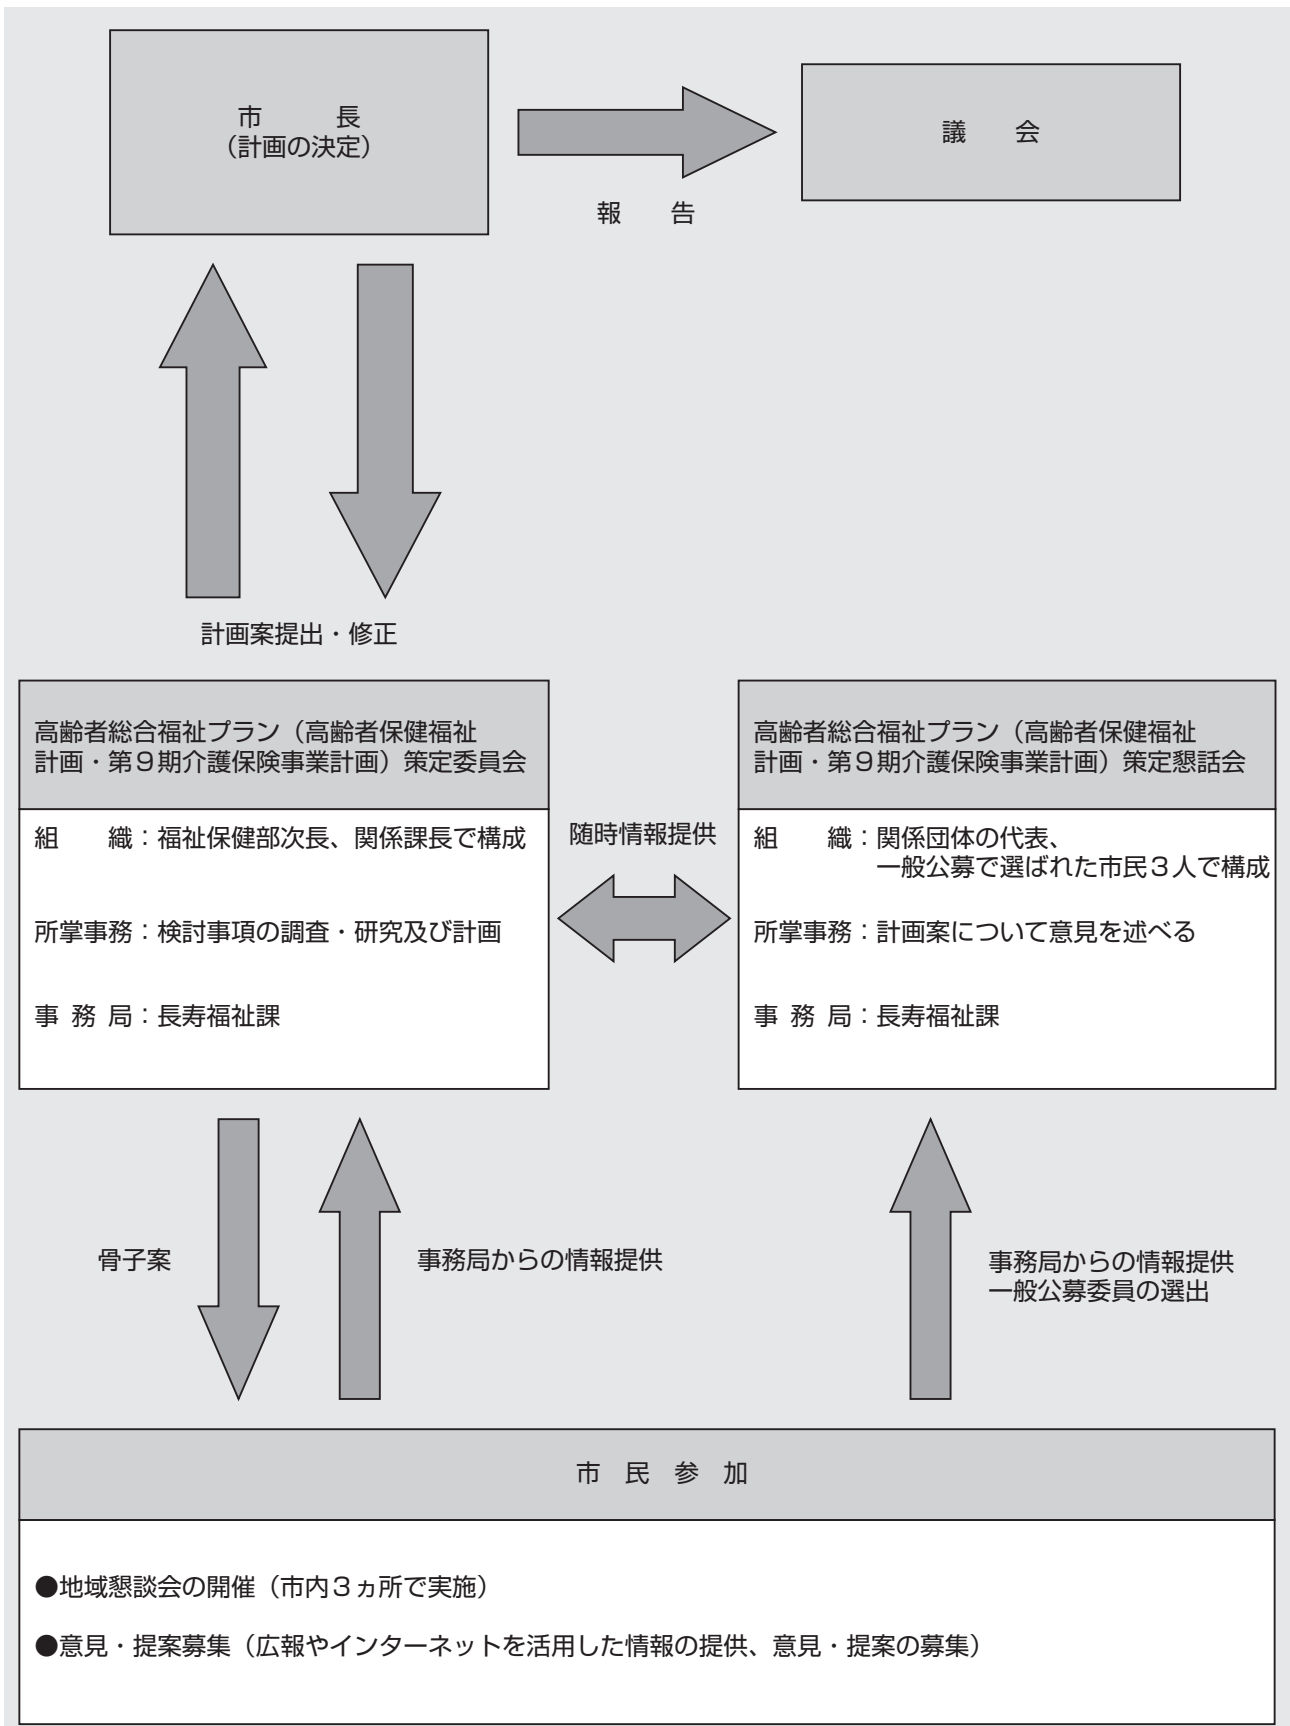 市　　　長
（計画の決定）
議　　会
報　　告
計画案提出・修正
高齢者総合福祉プラン（高齢者保健福祉
計画・第９期介護保険事業計画）策定委員会
組　　織：福祉保健部次長、関係課長で構成
所掌事務：検討事項の調査・研究及び計画
事 務 局：長寿福祉課
随時情報提供
高齢者総合福祉プラン（高齢者保健福祉
計画・第９期介護保険事業計画）策定懇話会
組　　織：関係団体の代表、
一般公募で選ばれた市民３人で構成
所掌事務：計画案について意見を述べる
事 務 局：長寿福祉課
骨子案
事務局からの情報提供
事務局からの情報提供
一般公募委員の選出
市　民　参　加
●地域懇談会の開催（市内３ヵ所で実施）
●意見・提案募集（広報やインターネットを活用した情報の提供、意見・提案の募集）